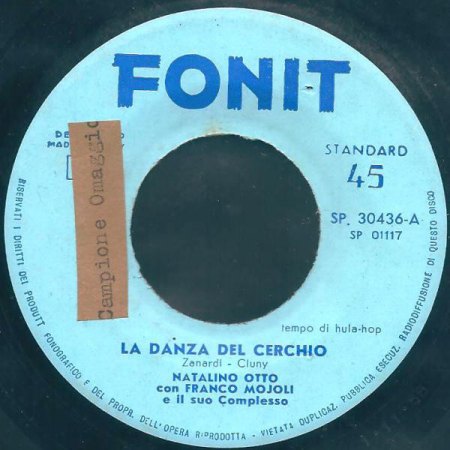 FONIT
STANDARD
45
SP. 30436-A
SP 01117
Campione Omaggio
tempo di hula-hop
LA DANZA DEL CERCHIO
Zanardi - Cluny
NATALINO OTTO
con FRANCO MOJOLI
e il suo Complesso
RISERVATI I DIRITTI DEI PRODUTT FONOGRAFICO E DEL PROPR. DELL'OPERA RIPRODOTTA - VIETATA DUPLICAZ. PUBBLICA ESECUZ. RADIODIFFUSIONE DI QUESTO DISCO